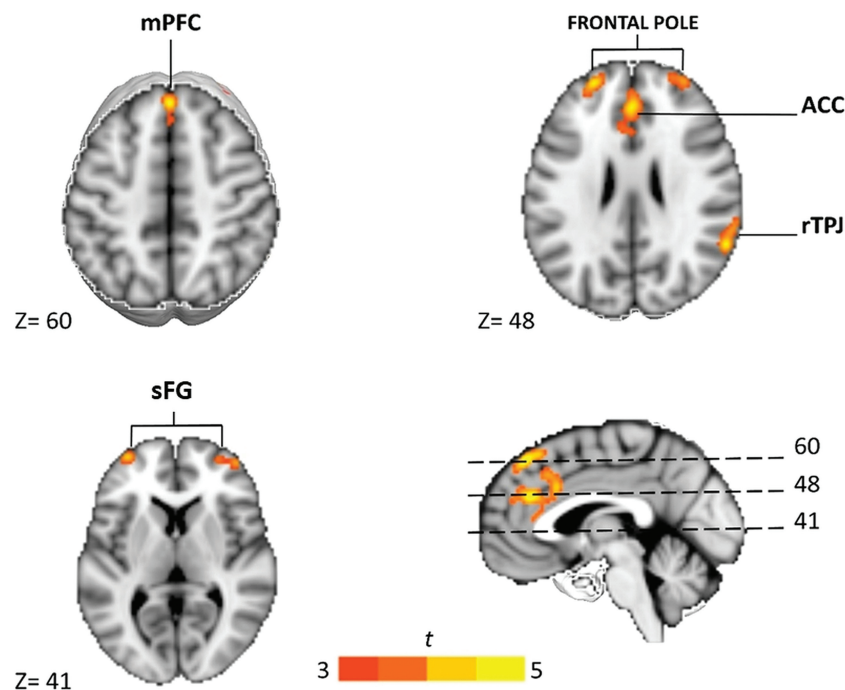 mPFC
Z= 60
FRONTAL POLE
ACC
rTPJ
Z= 48
sFG
Z= 41
60
48
41
t
3
5